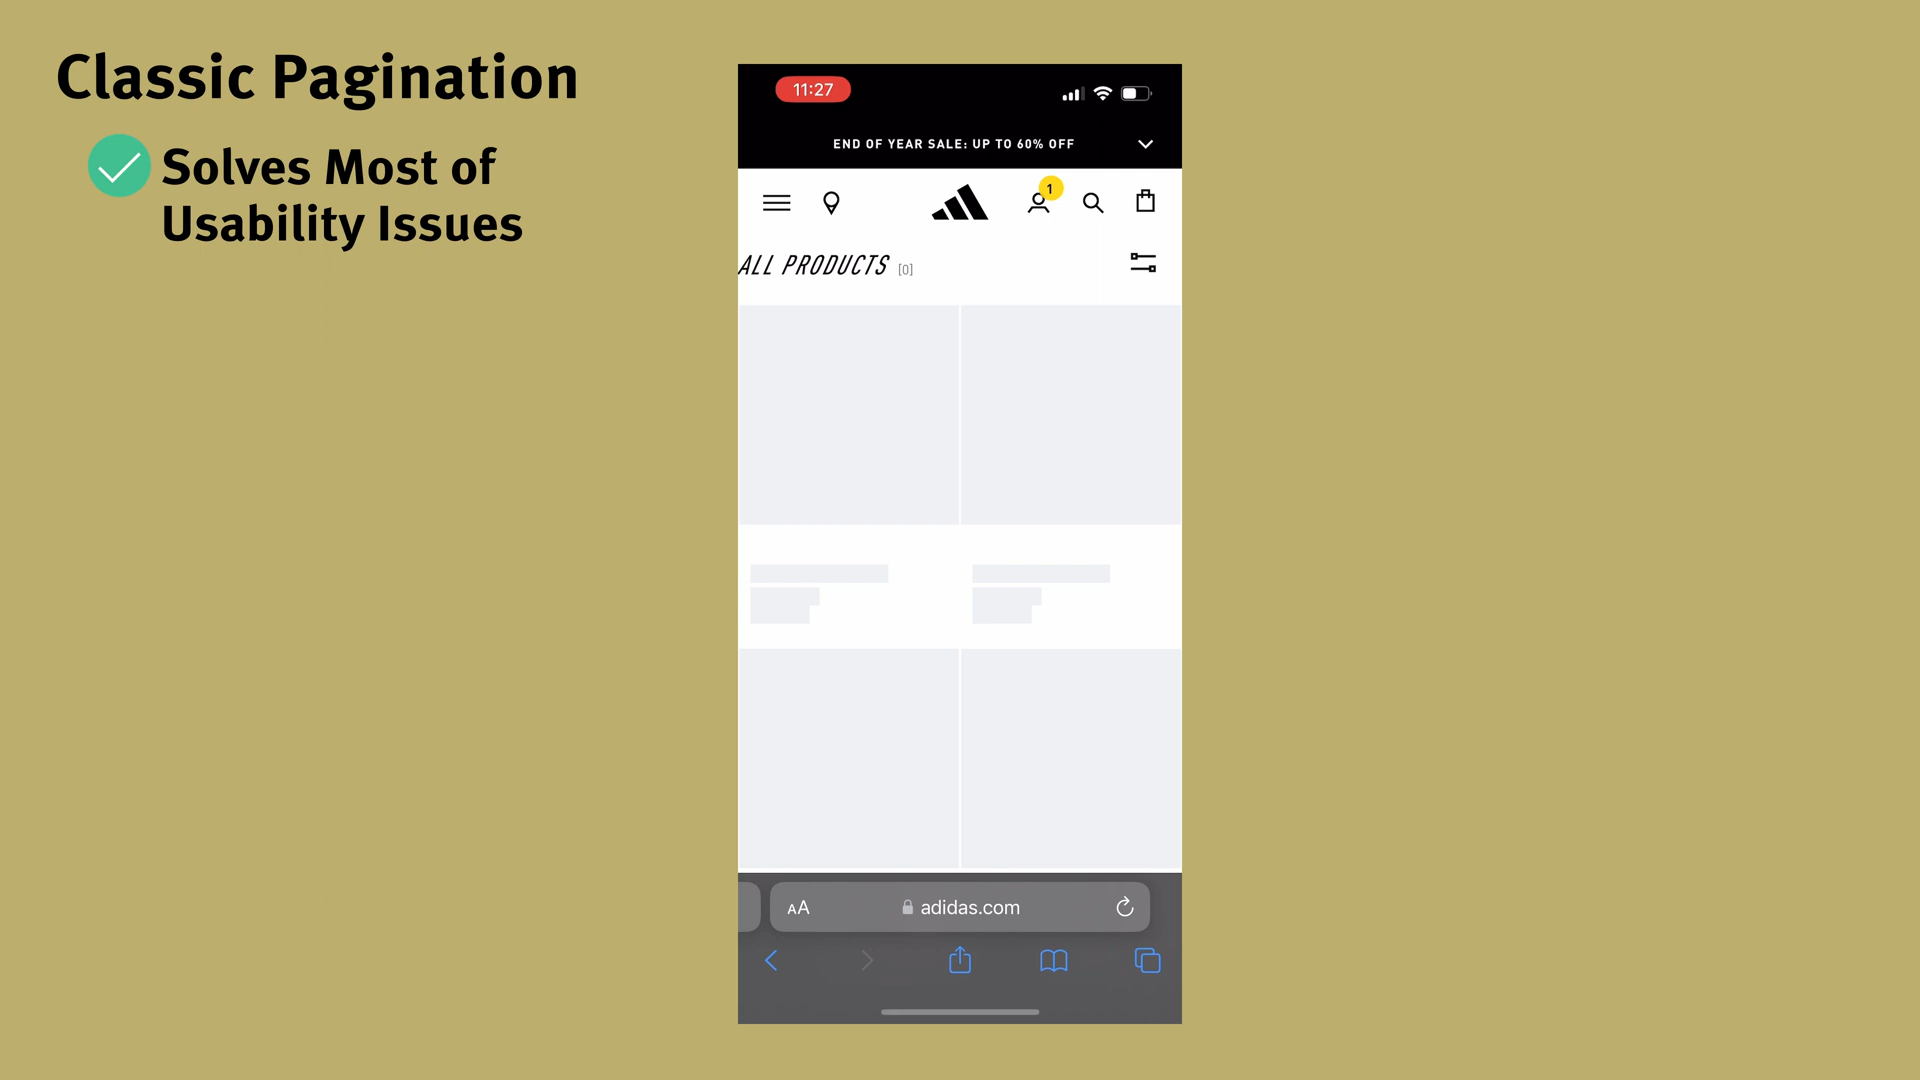 Classic Pagination
Solves Most of
Usability Issues
11:27
END OF YEAR SALE: UP TO 60% OFF
1
ALL PRODUCTS [0]
AA adidas.com